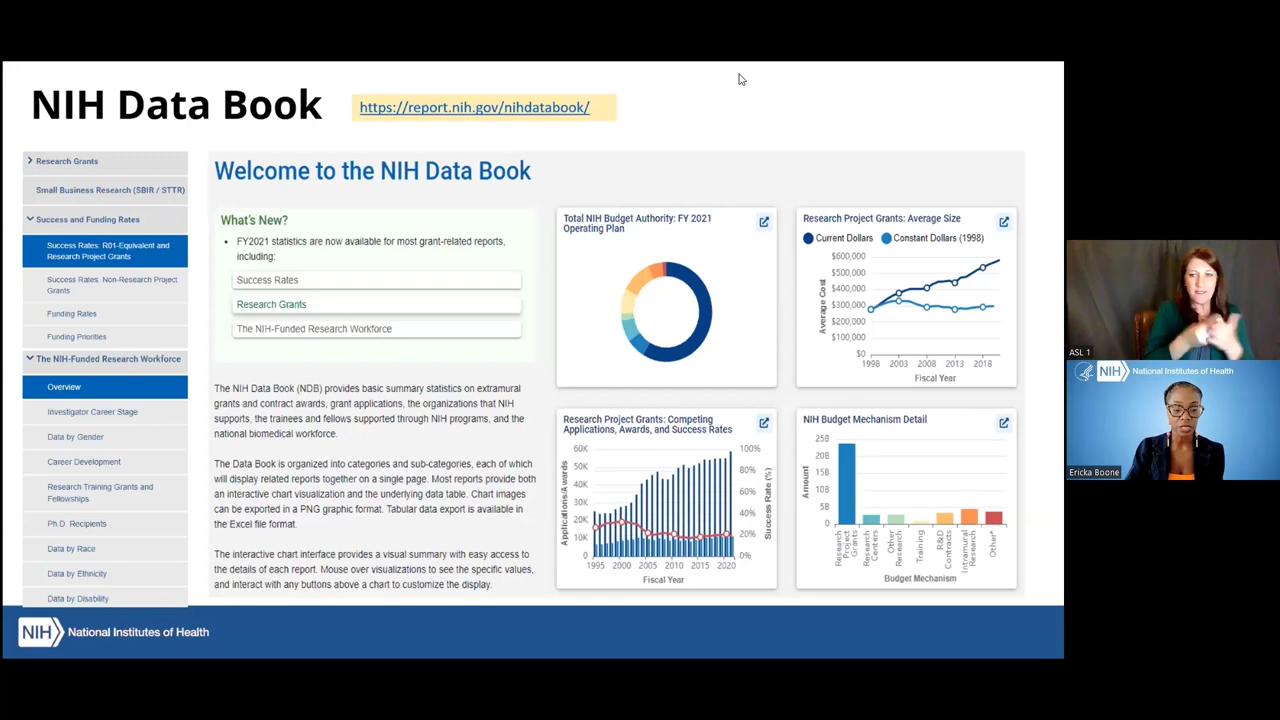 NIH Data Book
https://report.nih.gov/nihdatabook/
Research Grants
Small Business Research (SBIR / STTR)
Success and Funding Rates
Success Rates: R01-Equivalent and
Research Project Grants
Success Rates: Non-Research Project
Grants
Funding Rates
Funding Priorities
The NIH-Funded Research Workforce
Overview
Investigator Career Stage
Data by Gender
Career Development
Research Training Grants and
Fellowships
Ph.D. Recipients
Data by Race
Data by Ethnicity
Data by Disability
Welcome to the NIH Data Book
What's New?
• FY2021 statistics are now available for most grant-related reports,
including:
Success Rates
Research Grants
The NIH-Funded Research Workforce
The NIH Data Book (NDB) provides basic summary statistics on extramural
grants and contract awards, grant applications, the organizations that NIH
supports, the trainees and fellows supported through NIH programs, and the
national biomedical workforce.
The Data Book is organized into categories and sub-categories, each of which
will display related reports together on a single page. Most reports provide both
an interactive chart visualization and the underlying data table. Chart images
can be exported in a PNG graphic format. Tabular data export is available in
the Excel file format.
The interactive chart interface provides a visual summary with easy access to
the details of each report. Mouse over visualizations to see the specific values,
and interact with any buttons above a chart to customize the display.
Total NIH Budget Authority: FY 2021
Operating Plan
Research Project Grants: Average Size
Current Dollars
Constant Dollars (1998)
Average Cost
$600,000
$500,000
$400,000
$300,000
$200,000
$100,000
$0
1998 2003 2008 2013 2018
Fiscal Year
Research Project Grants: Competing
Applications, Awards, and Success Rates
Applications/Awards
60K
50K
40K
30K
20K
10K
0
100%
80%
60%
40%
20%
0%
Success Rate (%)
1995 2000 2005 2010 2015 2020
Fiscal Year
NIH Budget Mechanism Detail
Amount
25B
20B
15B
10B
5B
0
Research
Project
Grants
Research
Centers
Other
Research
Training
R&D
Contracts
Intramural
Research
Other*
Budget Mechanism
NIH National Institutes of Health
ASL 1
NIH National Institutes of Health
Ericka Boone